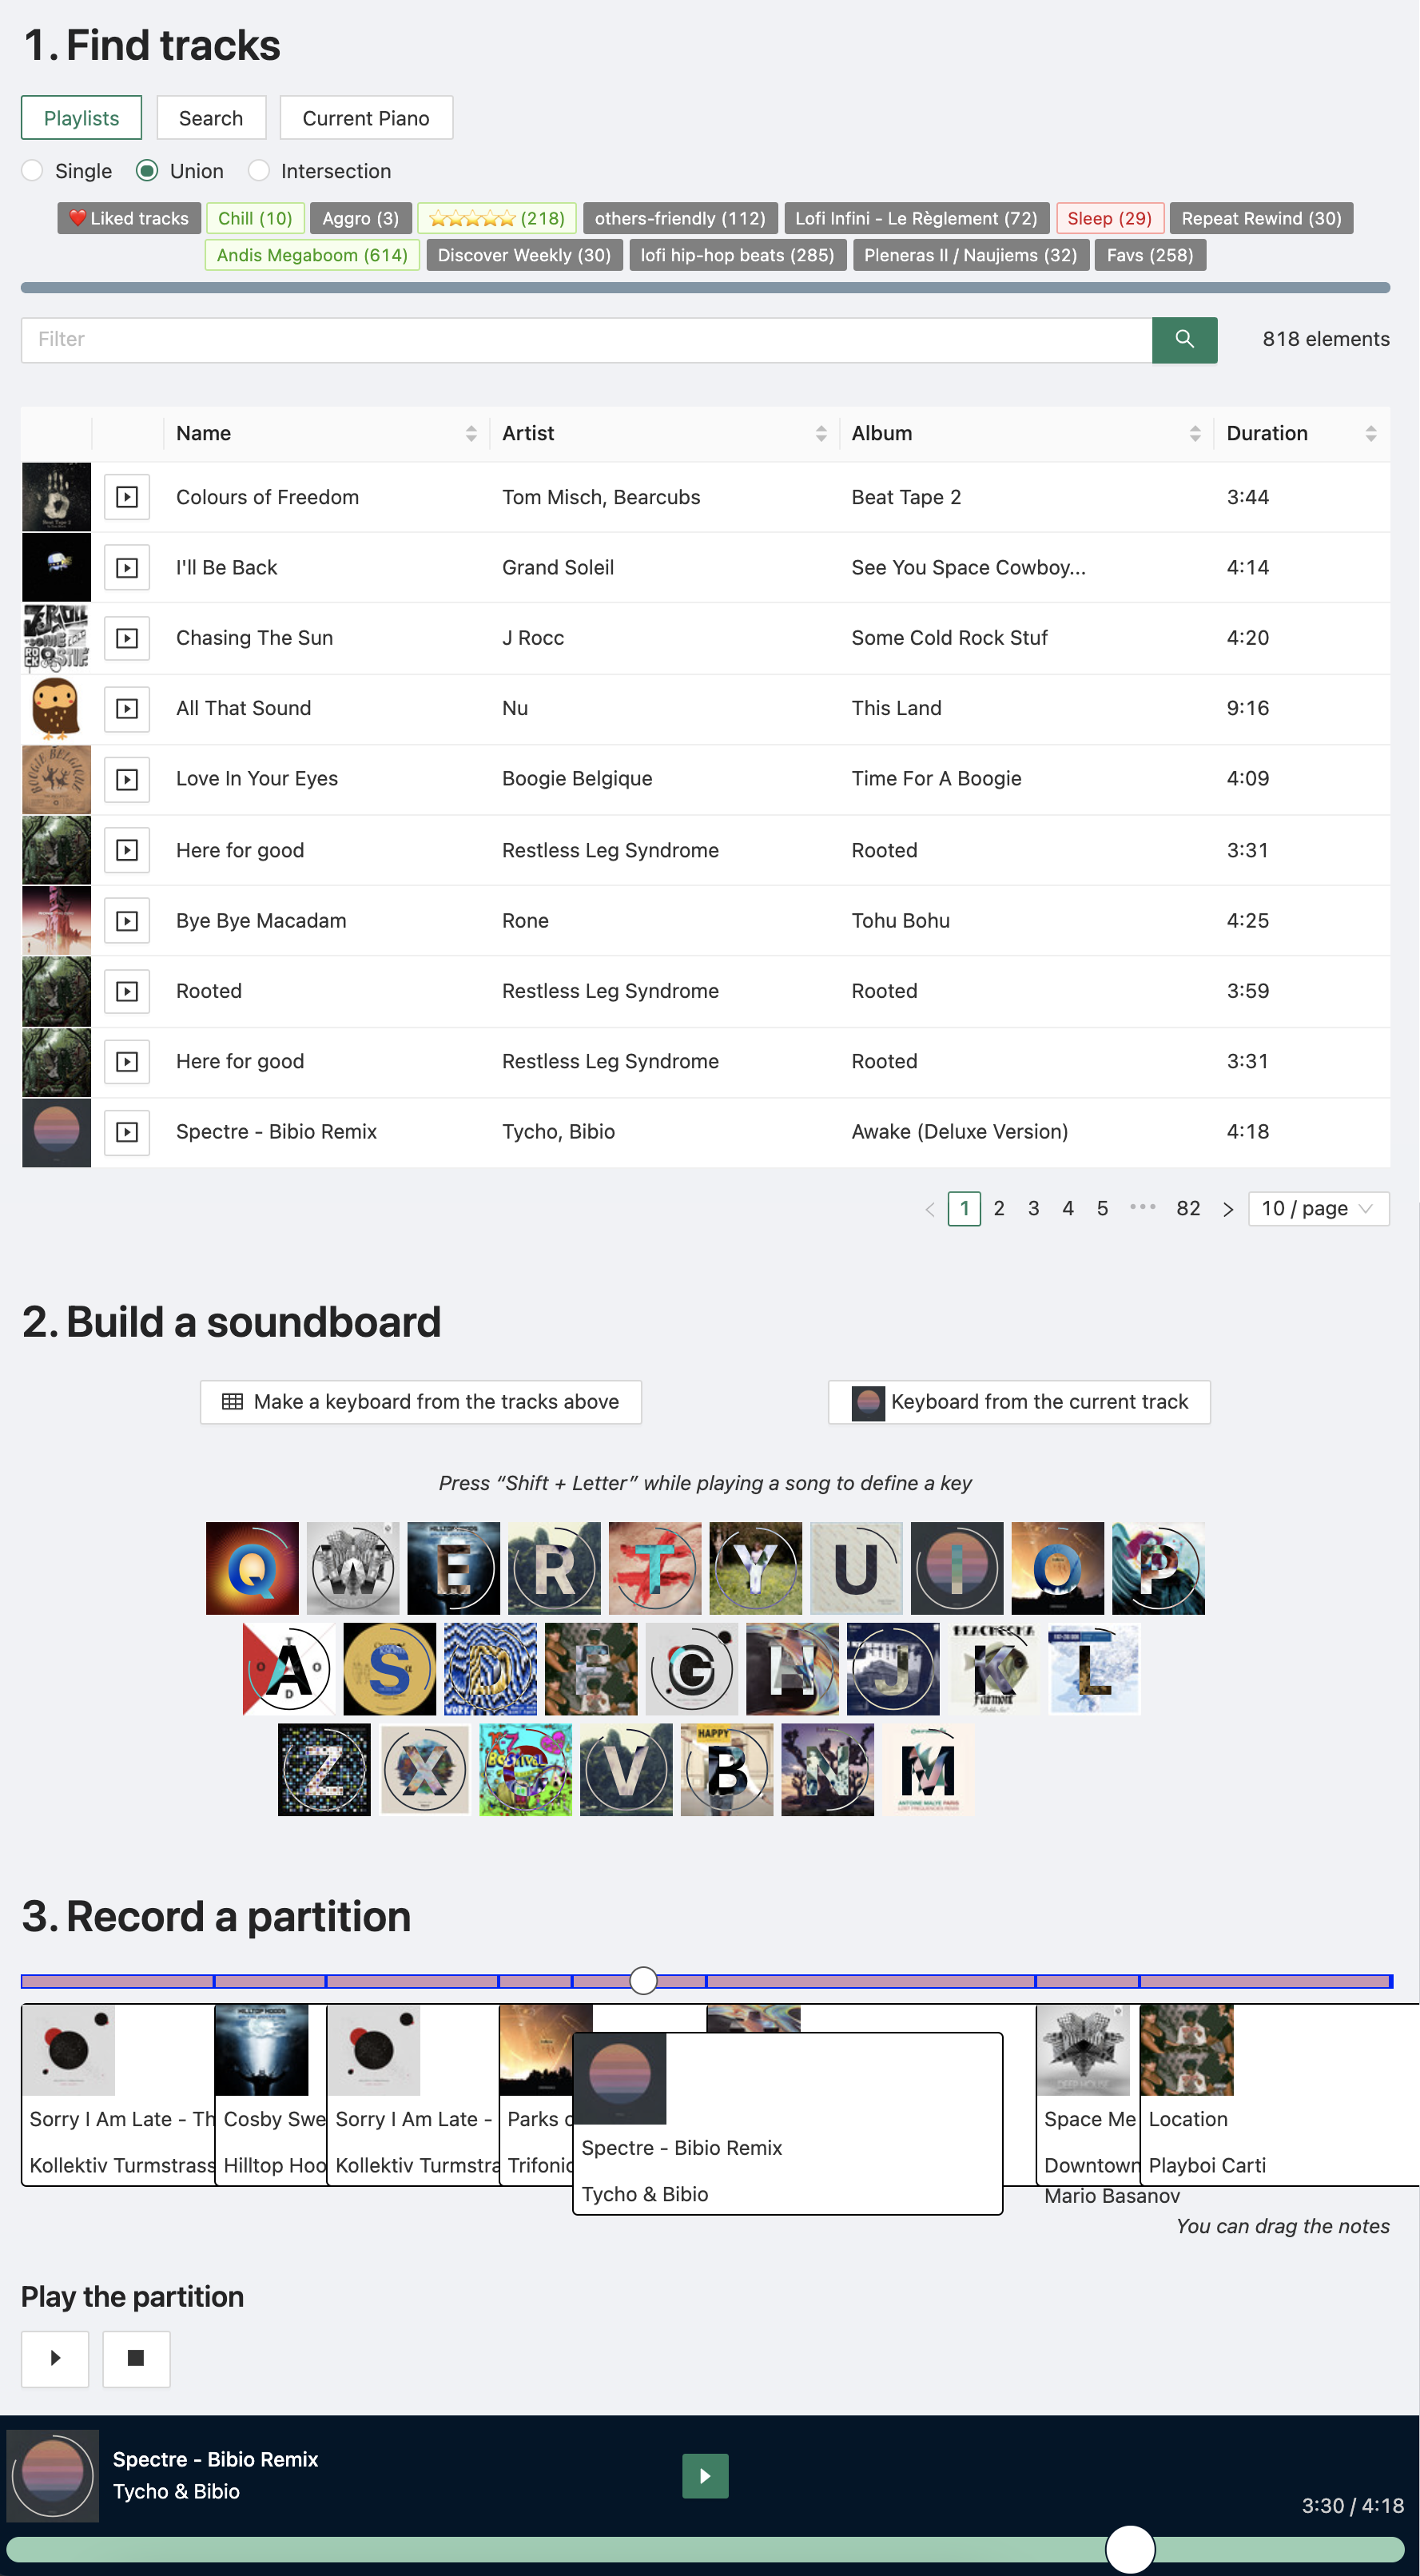 1. Find tracks
Playlists Search Current Piano
Single Union Intersection
❤️ Liked tracks Chill (10) Aggro (3) ⭐⭐⭐⭐⭐ (218) others-friendly (112) Lofi Infini - Le Règlement (72) Sleep (29) Repeat Rewind (30)
Andis Megaboom (614) Discover Weekly (30) lofi hip-hop beats (285) Pleneras II / Naujiems (32) Favs (258)
Filter 818 elements
Name Artist Album Duration
Colours of Freedom Tom Misch, Bearcubs Beat Tape 2 3:44
I'll Be Back Grand Soleil See You Space Cowboy... 4:14
Chasing The Sun J Rocc Some Cold Rock Stuf 4:20
All That Sound Nu This Land 9:16
Love In Your Eyes Boogie Belgique Time For A Boogie 4:09
Here for good Restless Leg Syndrome Rooted 3:31
Bye Bye Macadam Rone Tohu Bohu 4:25
Rooted Restless Leg Syndrome Rooted 3:59
Here for good Restless Leg Syndrome Rooted 3:31
Spectre - Bibio Remix Tycho, Bibio Awake (Deluxe Version) 4:18
1 2 3 4 5 ••• 82 10 / page
2. Build a soundboard
Make a keyboard from the tracks above Keyboard from the current track
Press “Shift + Letter” while playing a song to define a key
Q W E R T Y U I O P
A S D F G H J K L
Z X C V B N M
3. Record a partition
Sorry I Am Late - Th Cosby Swe Sorry I Am Late - Parks o Space Me Location
Kollektiv Turmstrass Hilltop Hoo Kollektiv Turmstra Trifonic Downtown Playboi Carti
Spectre - Bibio Remix
Tycho & Bibio
Mario Basanov
You can drag the notes
Play the partition
Spectre - Bibio Remix
Tycho & Bibio
3:30 / 4:18